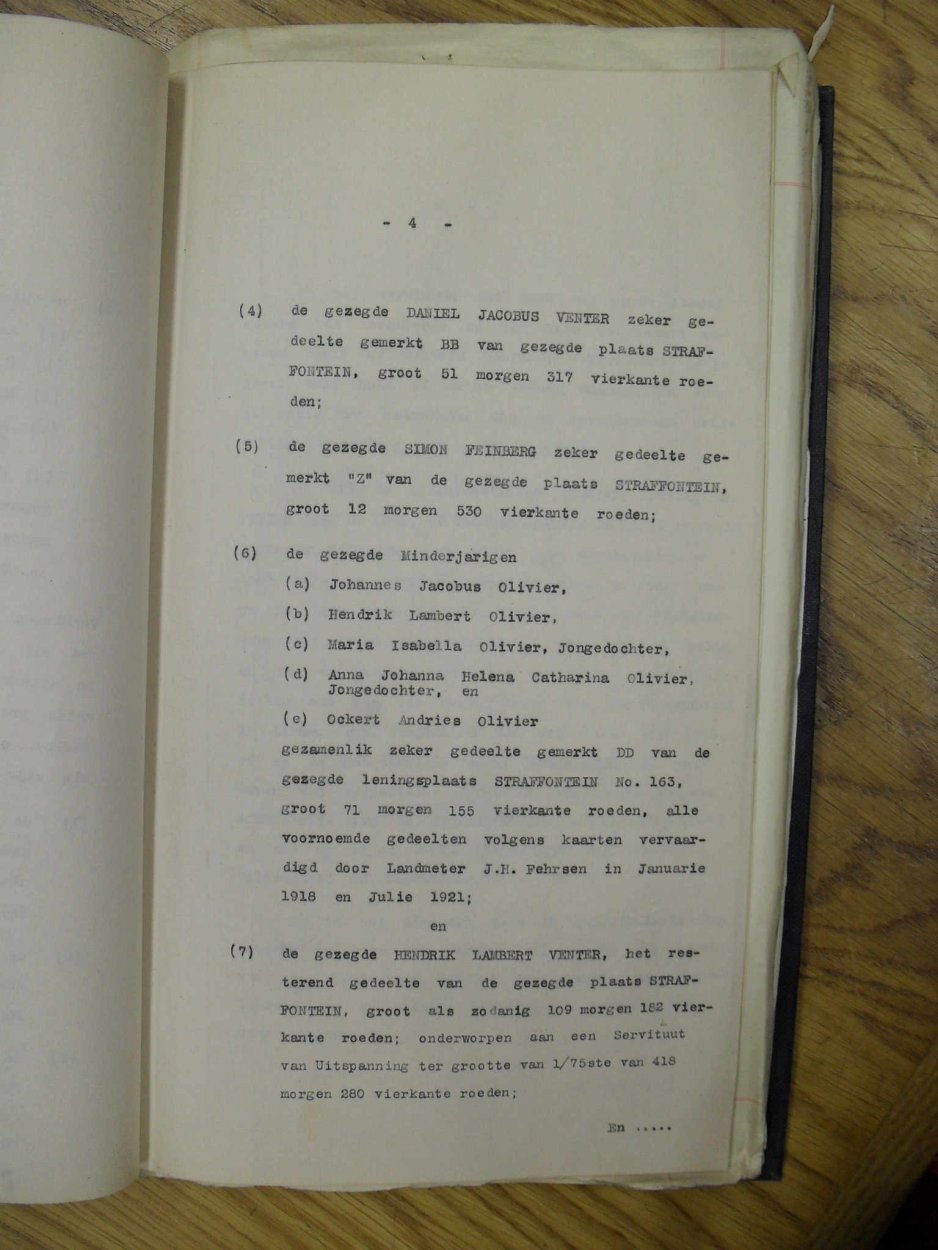 - 4 -
(4) de gezegde DANIEL JACOBUS VENTER zeker ge-
deelte gemerkt BB van gezegde plaats STRAF-
FONTEIN, groot 51 morgen 317 vierkante roe-
den;
(5) de gezegde SIMON FEINBERG zeker gedeelte ge-
merkt "Z" van de gezegde plaats STRAFFONTEIN,
groot 12 morgen 530 vierkante roeden;
(6) de gezegde Minderjarigen
(a) Johannes Jacobus Olivier,
(b) Hendrik Lambert Olivier,
(c) Maria Isabella Olivier, Jongedochter,
(d) Anna Johanna Helena Catharina Olivier,
Jongedochter, en
(e) Ockert Andries Olivier
gezamenlik zeker gedeelte gemerkt DD van de
gezegde leningsplaats STRAFFONTEIN No. 163,
groot 71 morgen 155 vierkante roeden, alle
voornoemde gedeelten volgens kaarten vervaar-
digd door Landmeter J.H. Fehrsen in Januarie
1918 en Julie 1921;
en
(7) de gezegde HENDRIK LAMBERT VENTER, het res-
terend gedeelte van de gezegde plaats STRAF-
FONTEIN, groot als zodanig 109 morgen 182 vier-
kante roeden; onderworpen aan een Servituut
van Uitspanning ter grootte van 1/75ste van 418
morgen 280 vierkante roeden;
En .....